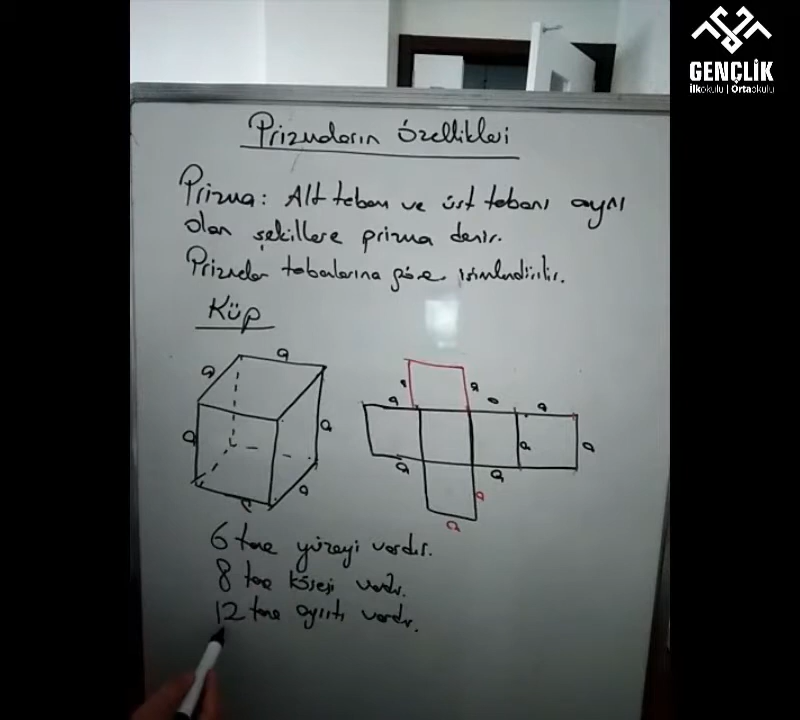 GENÇLİK
İlkokulu | Ortaokulu
Prizmaların Özellikleri
Prizma: Alt taban ve üst tabanı aynı
olan şekillere prizma denir.
Prizmalar tabanlarına göre isimlendirilir.
Küp
a
a a a a
a a a
a a a
a a a
a
a
6 tane yüzeyi vardır.
8 tane köşesi vardır.
12 tane ayrıtı vardır.